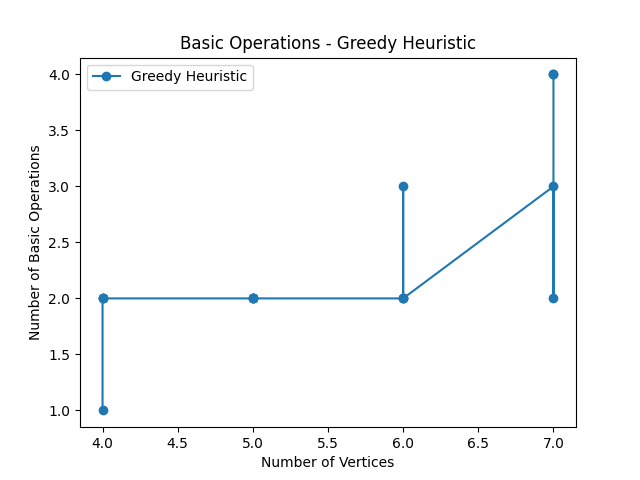 Basic Operations - Greedy Heuristic
Greedy Heuristic
Number of Basic Operations
4.0
3.5
3.0
2.5
2.0
1.5
1.0
4.0 4.5 5.0 5.5 6.0 6.5 7.0
Number of Vertices